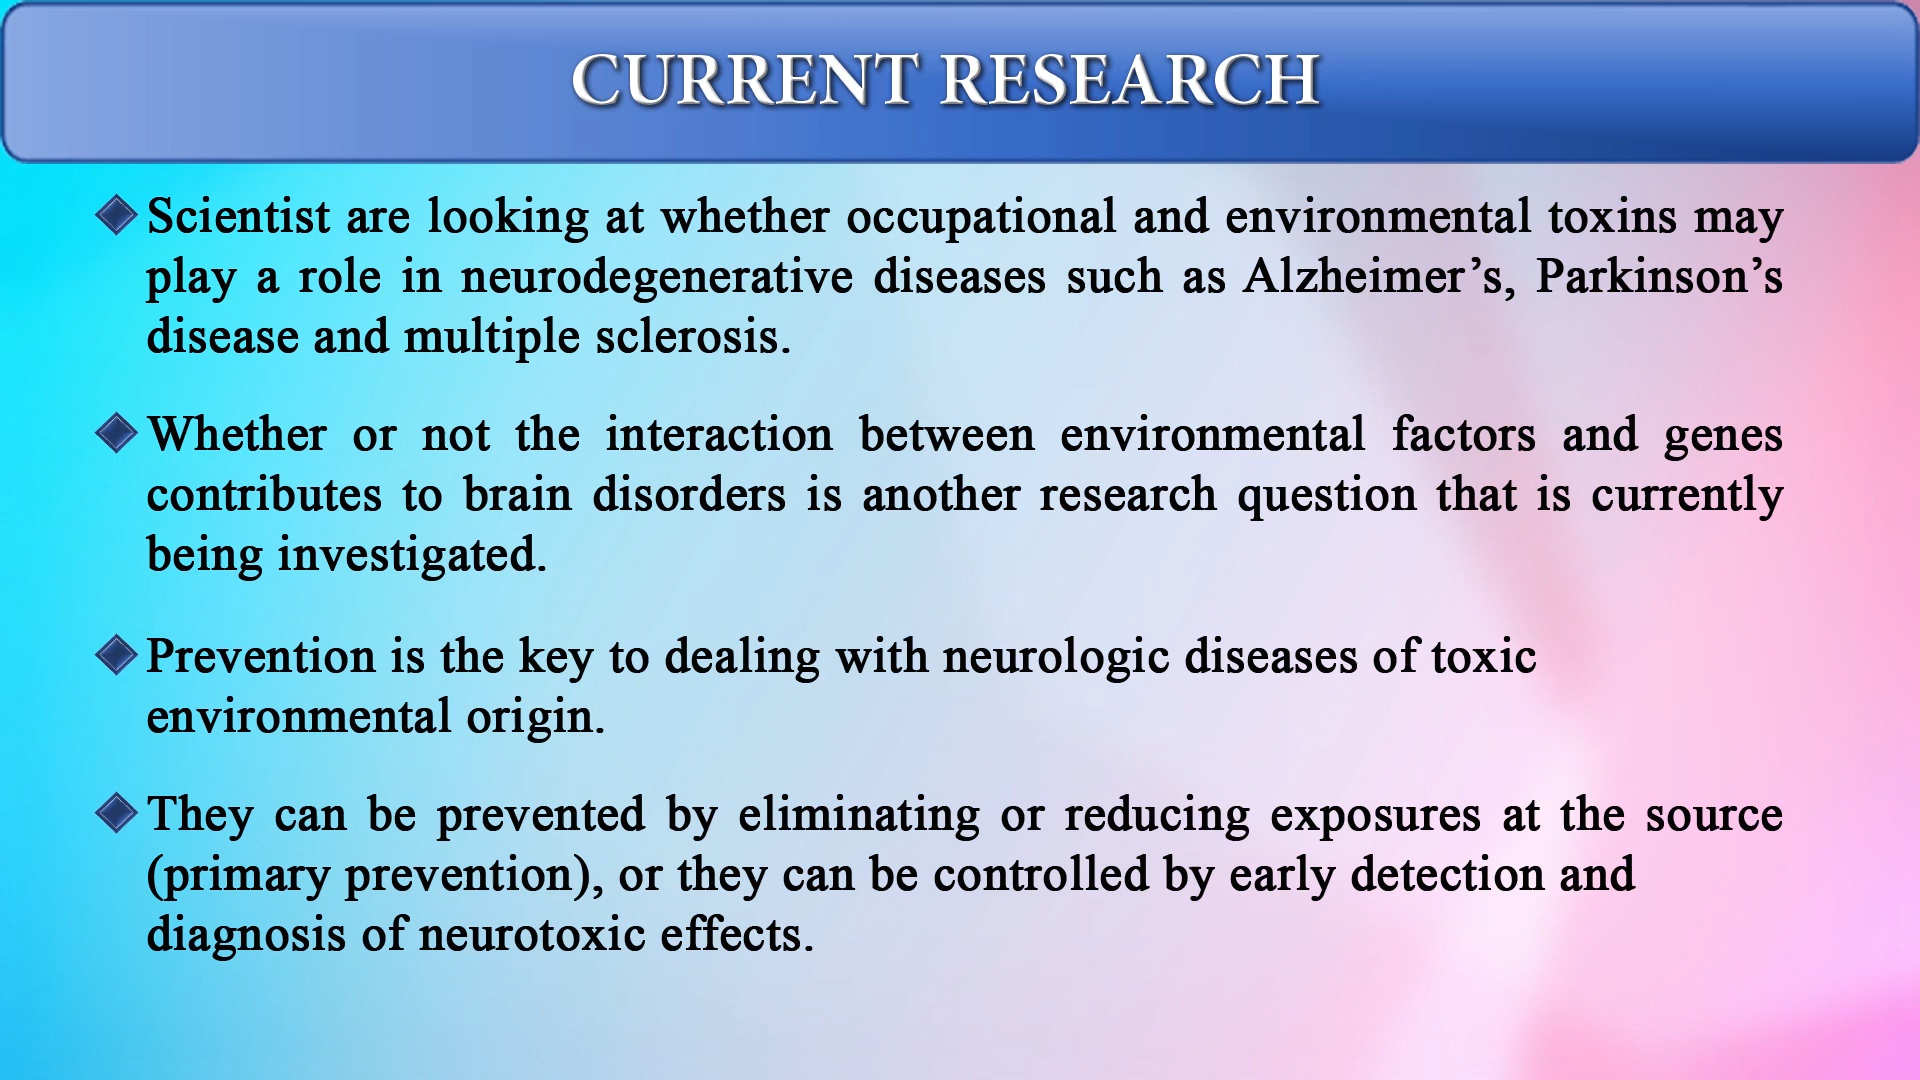 CURRENT RESEARCH
Scientist are looking at whether occupational and environmental toxins may
play a role in neurodegenerative diseases such as Alzheimer’s, Parkinson’s
disease and multiple sclerosis.
Whether or not the interaction between environmental factors and genes
contributes to brain disorders is another research question that is currently
being investigated.
Prevention is the key to dealing with neurologic diseases of toxic
environmental origin.
They can be prevented by eliminating or reducing exposures at the source
(primary prevention), or they can be controlled by early detection and
diagnosis of neurotoxic effects.